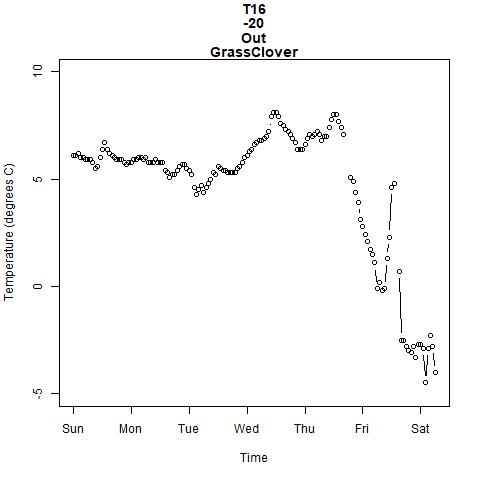 T16
-20
Out
GrassClover
Temperature (degrees C)
10
5
0
-5
Sun Mon Tue Wed Thu Fri Sat
Time